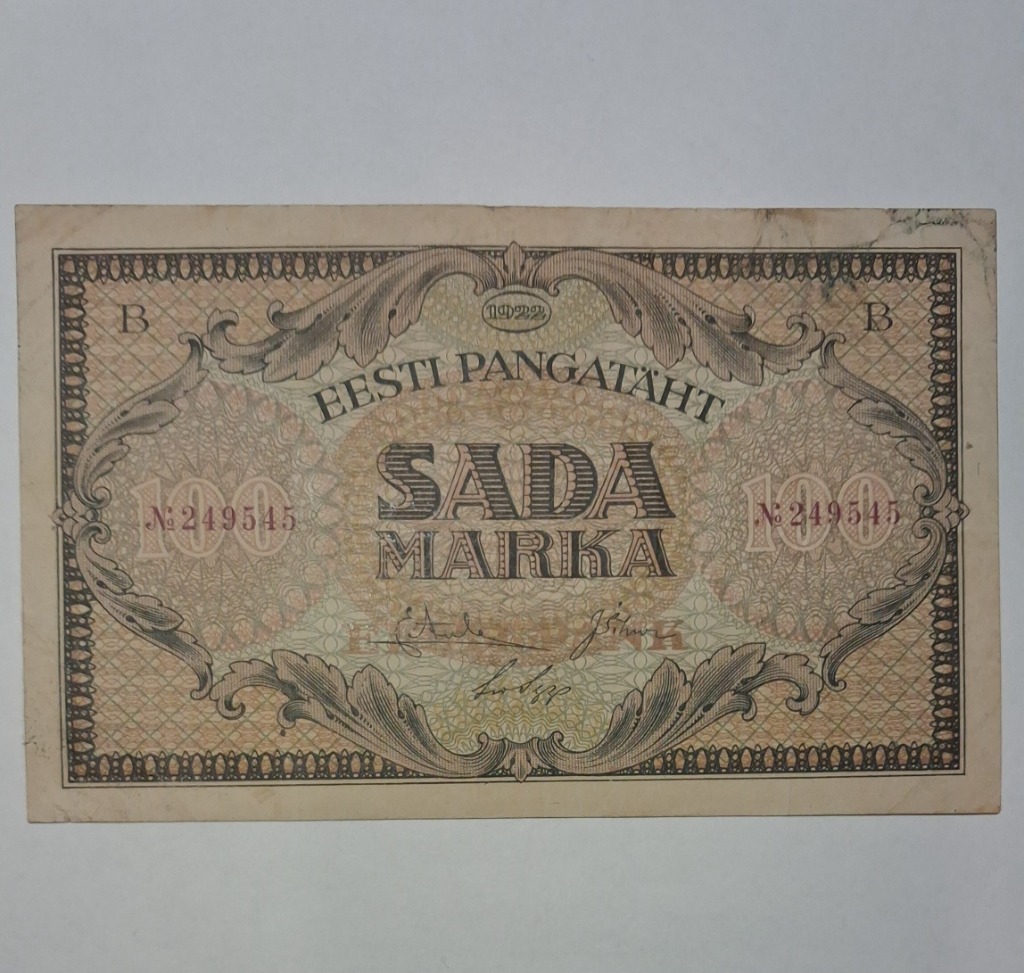 1922
B B
EESTI PANGATÄHT
SADA
MARKA
100 100
№ 249545 № 249545